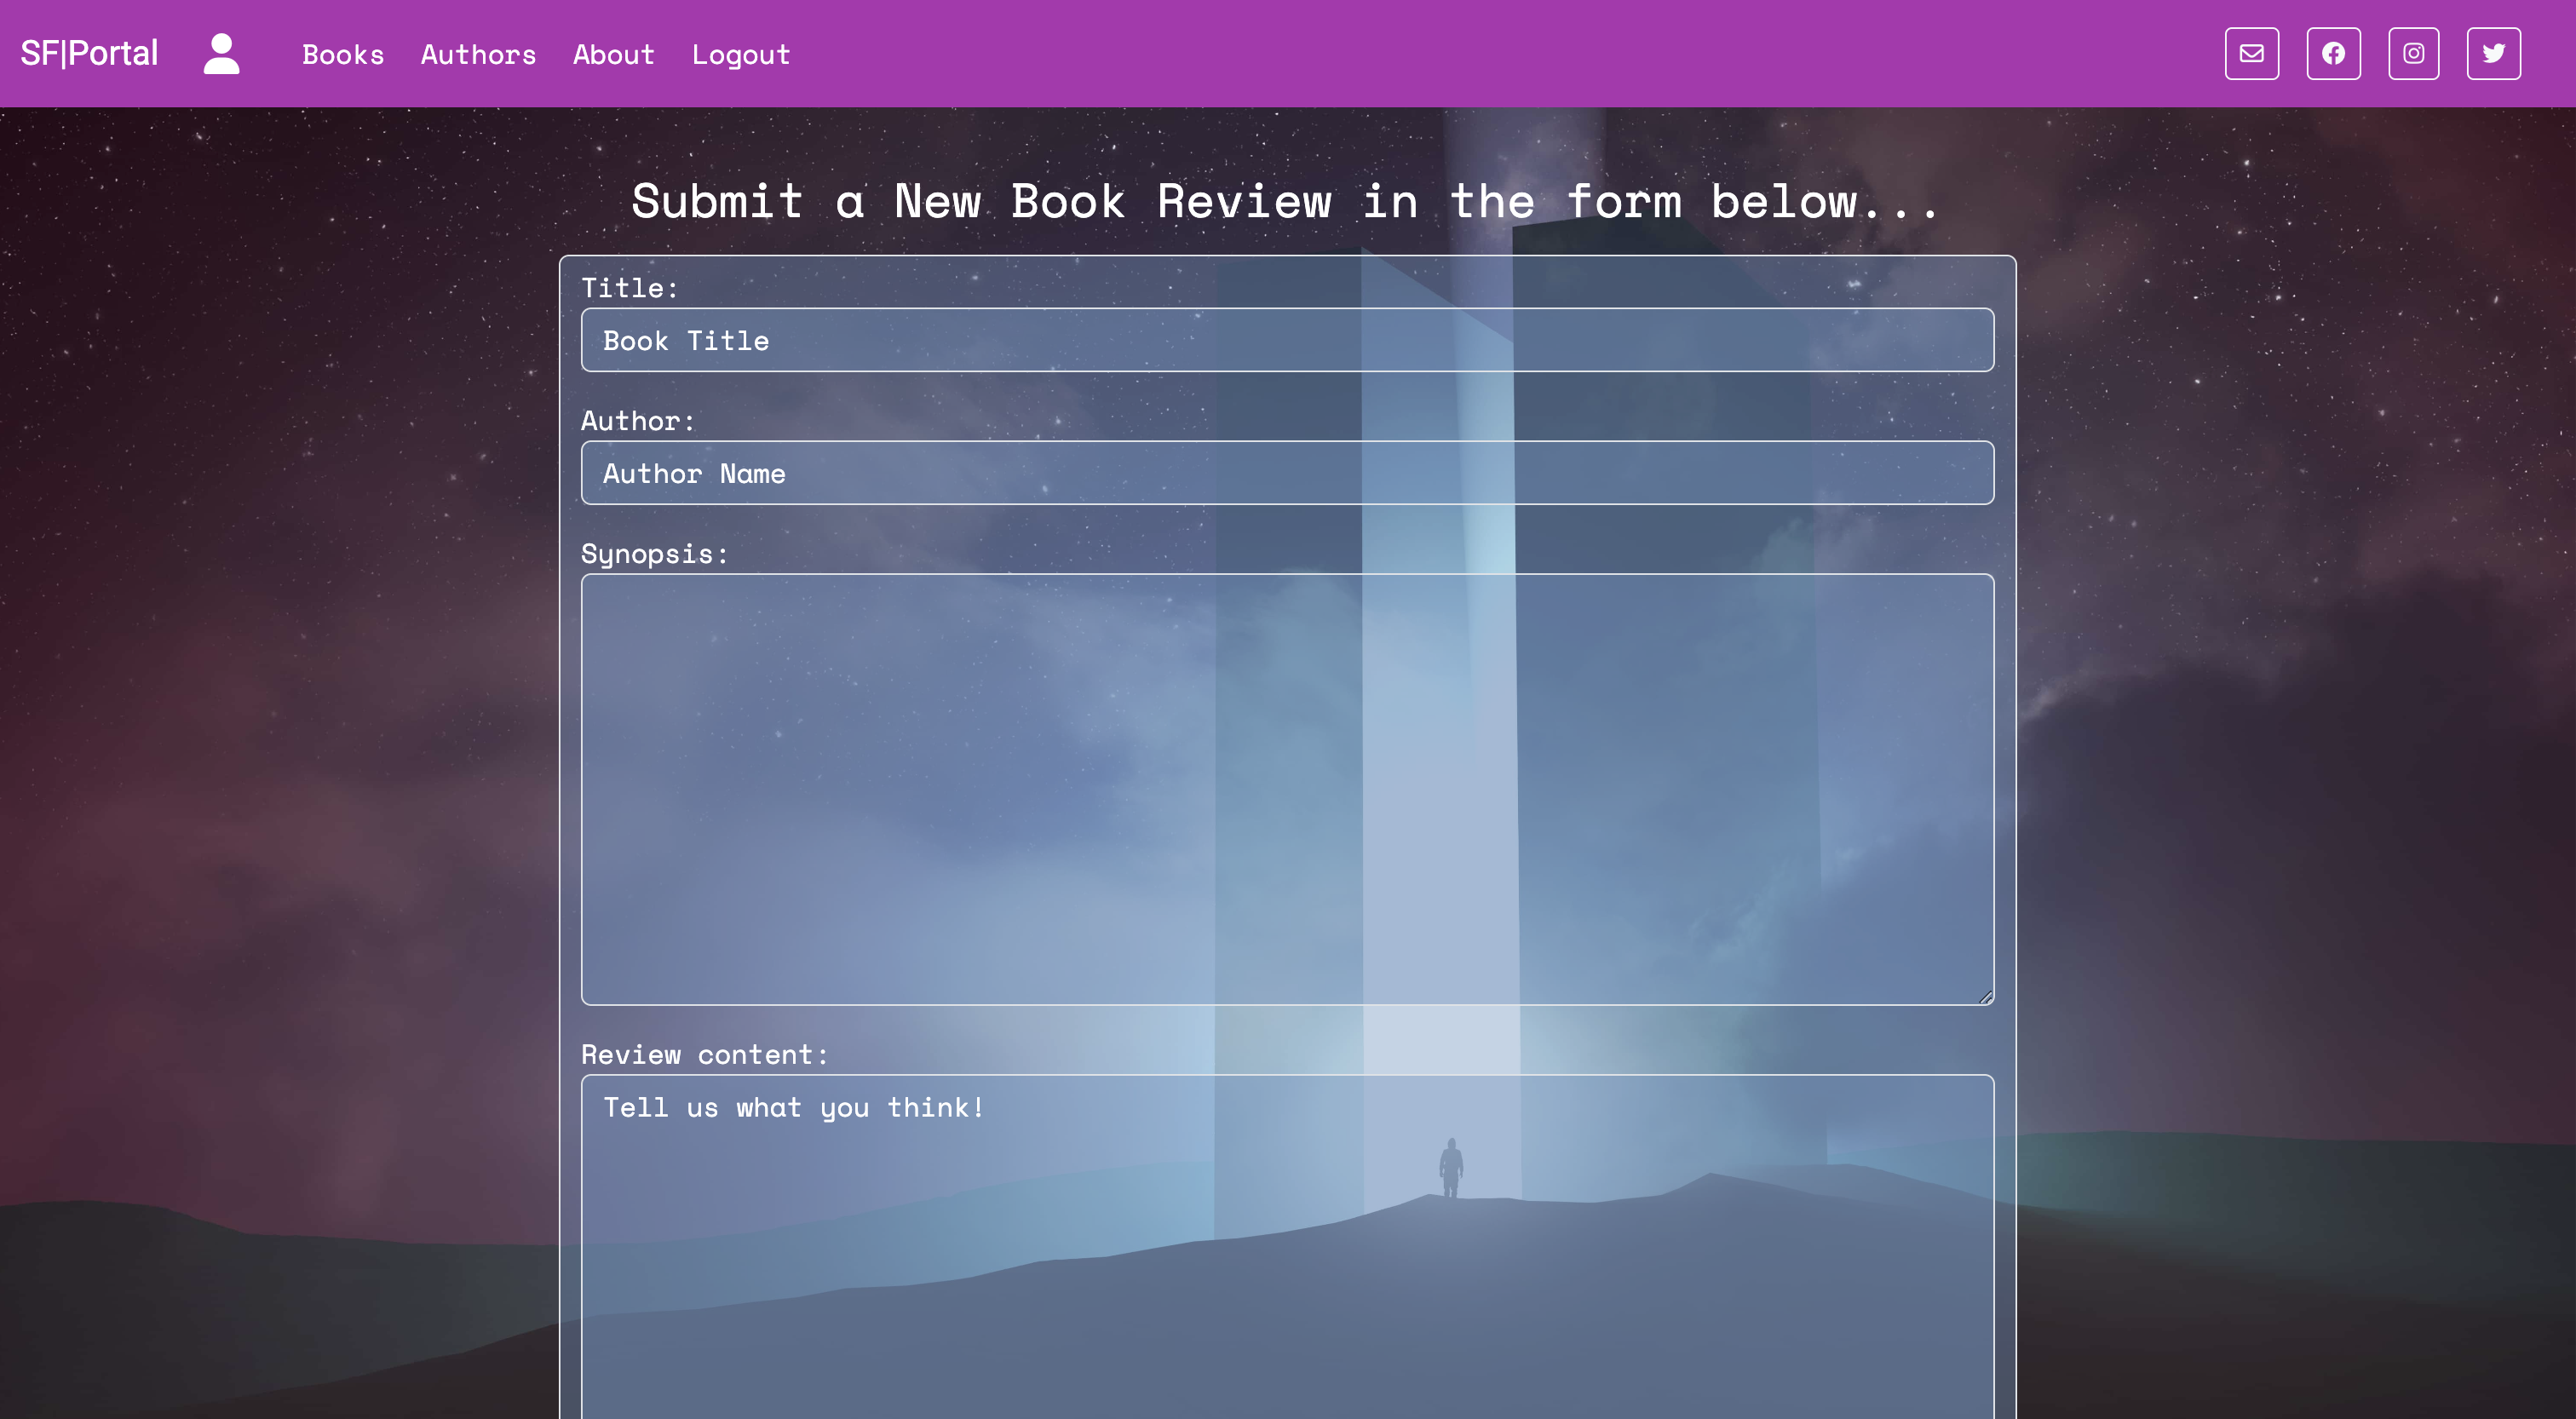 SF|Portal Books Authors About Logout
Submit a New Book Review in the form below...
Title:
Book Title
Author:
Author Name
Synopsis:
Review content:
Tell us what you think!